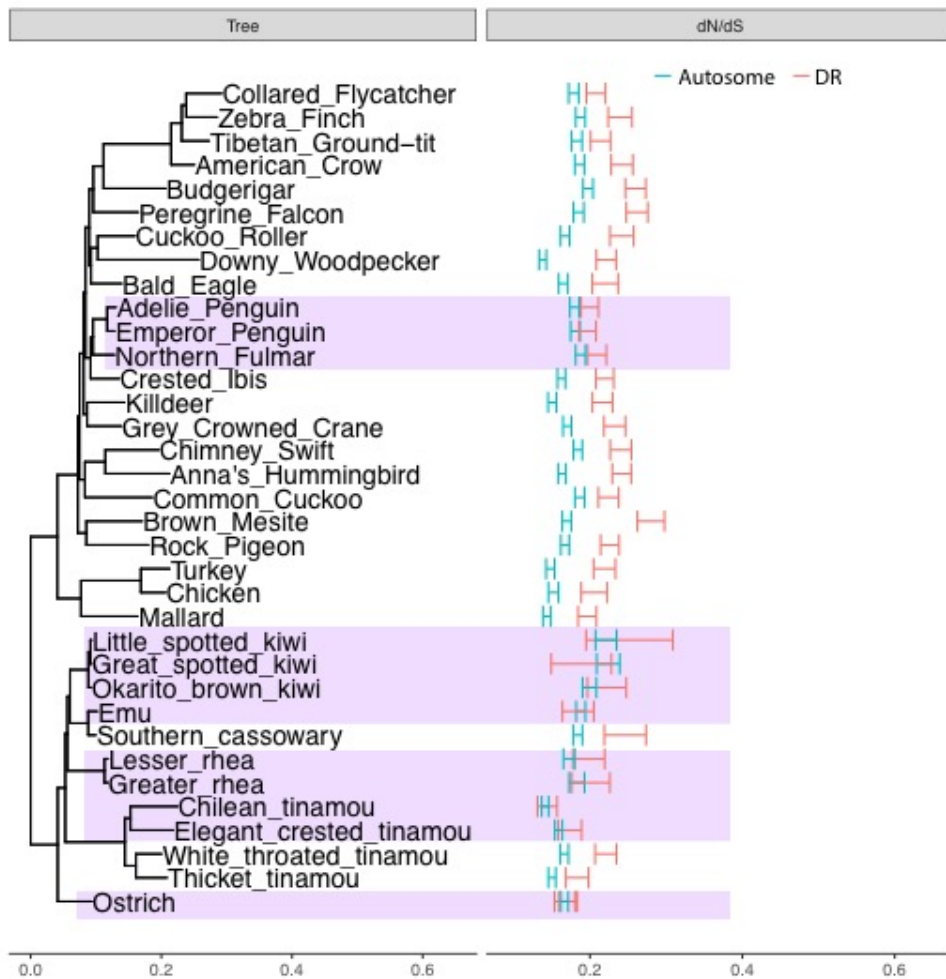 Tree dN/dS
Autosome DR
Collared_Flycatcher
Zebra_Finch
Tibetan_Ground-tit
American_Crow
Budgerigar
Peregrine_Falcon
Cuckoo_Roller
Downy_Woodpecker
Bald_Eagle
Adelie_Penguin
Emperor_Penguin
Northern_Fulmar
Crested_Ibis
Killdeer
Grey_Crowned_Crane
Chimney_Swift
Anna's_Hummingbird
Common_Cuckoo
Brown_Mesite
Rock_Pigeon
Turkey
Chicken
Mallard
Little_spotted_kiwi
Great_spotted_kiwi
Okarito_brown_kiwi
Emu
Southern_cassowary
Lesser_rhea
Greater_rhea
Chilean_tinamou
Elegant_crested_tinamou
White_throated_tinamou
Thicket_tinamou
Ostrich
0.0 0.2 0.4 0.6 0.2 0.4 0.6